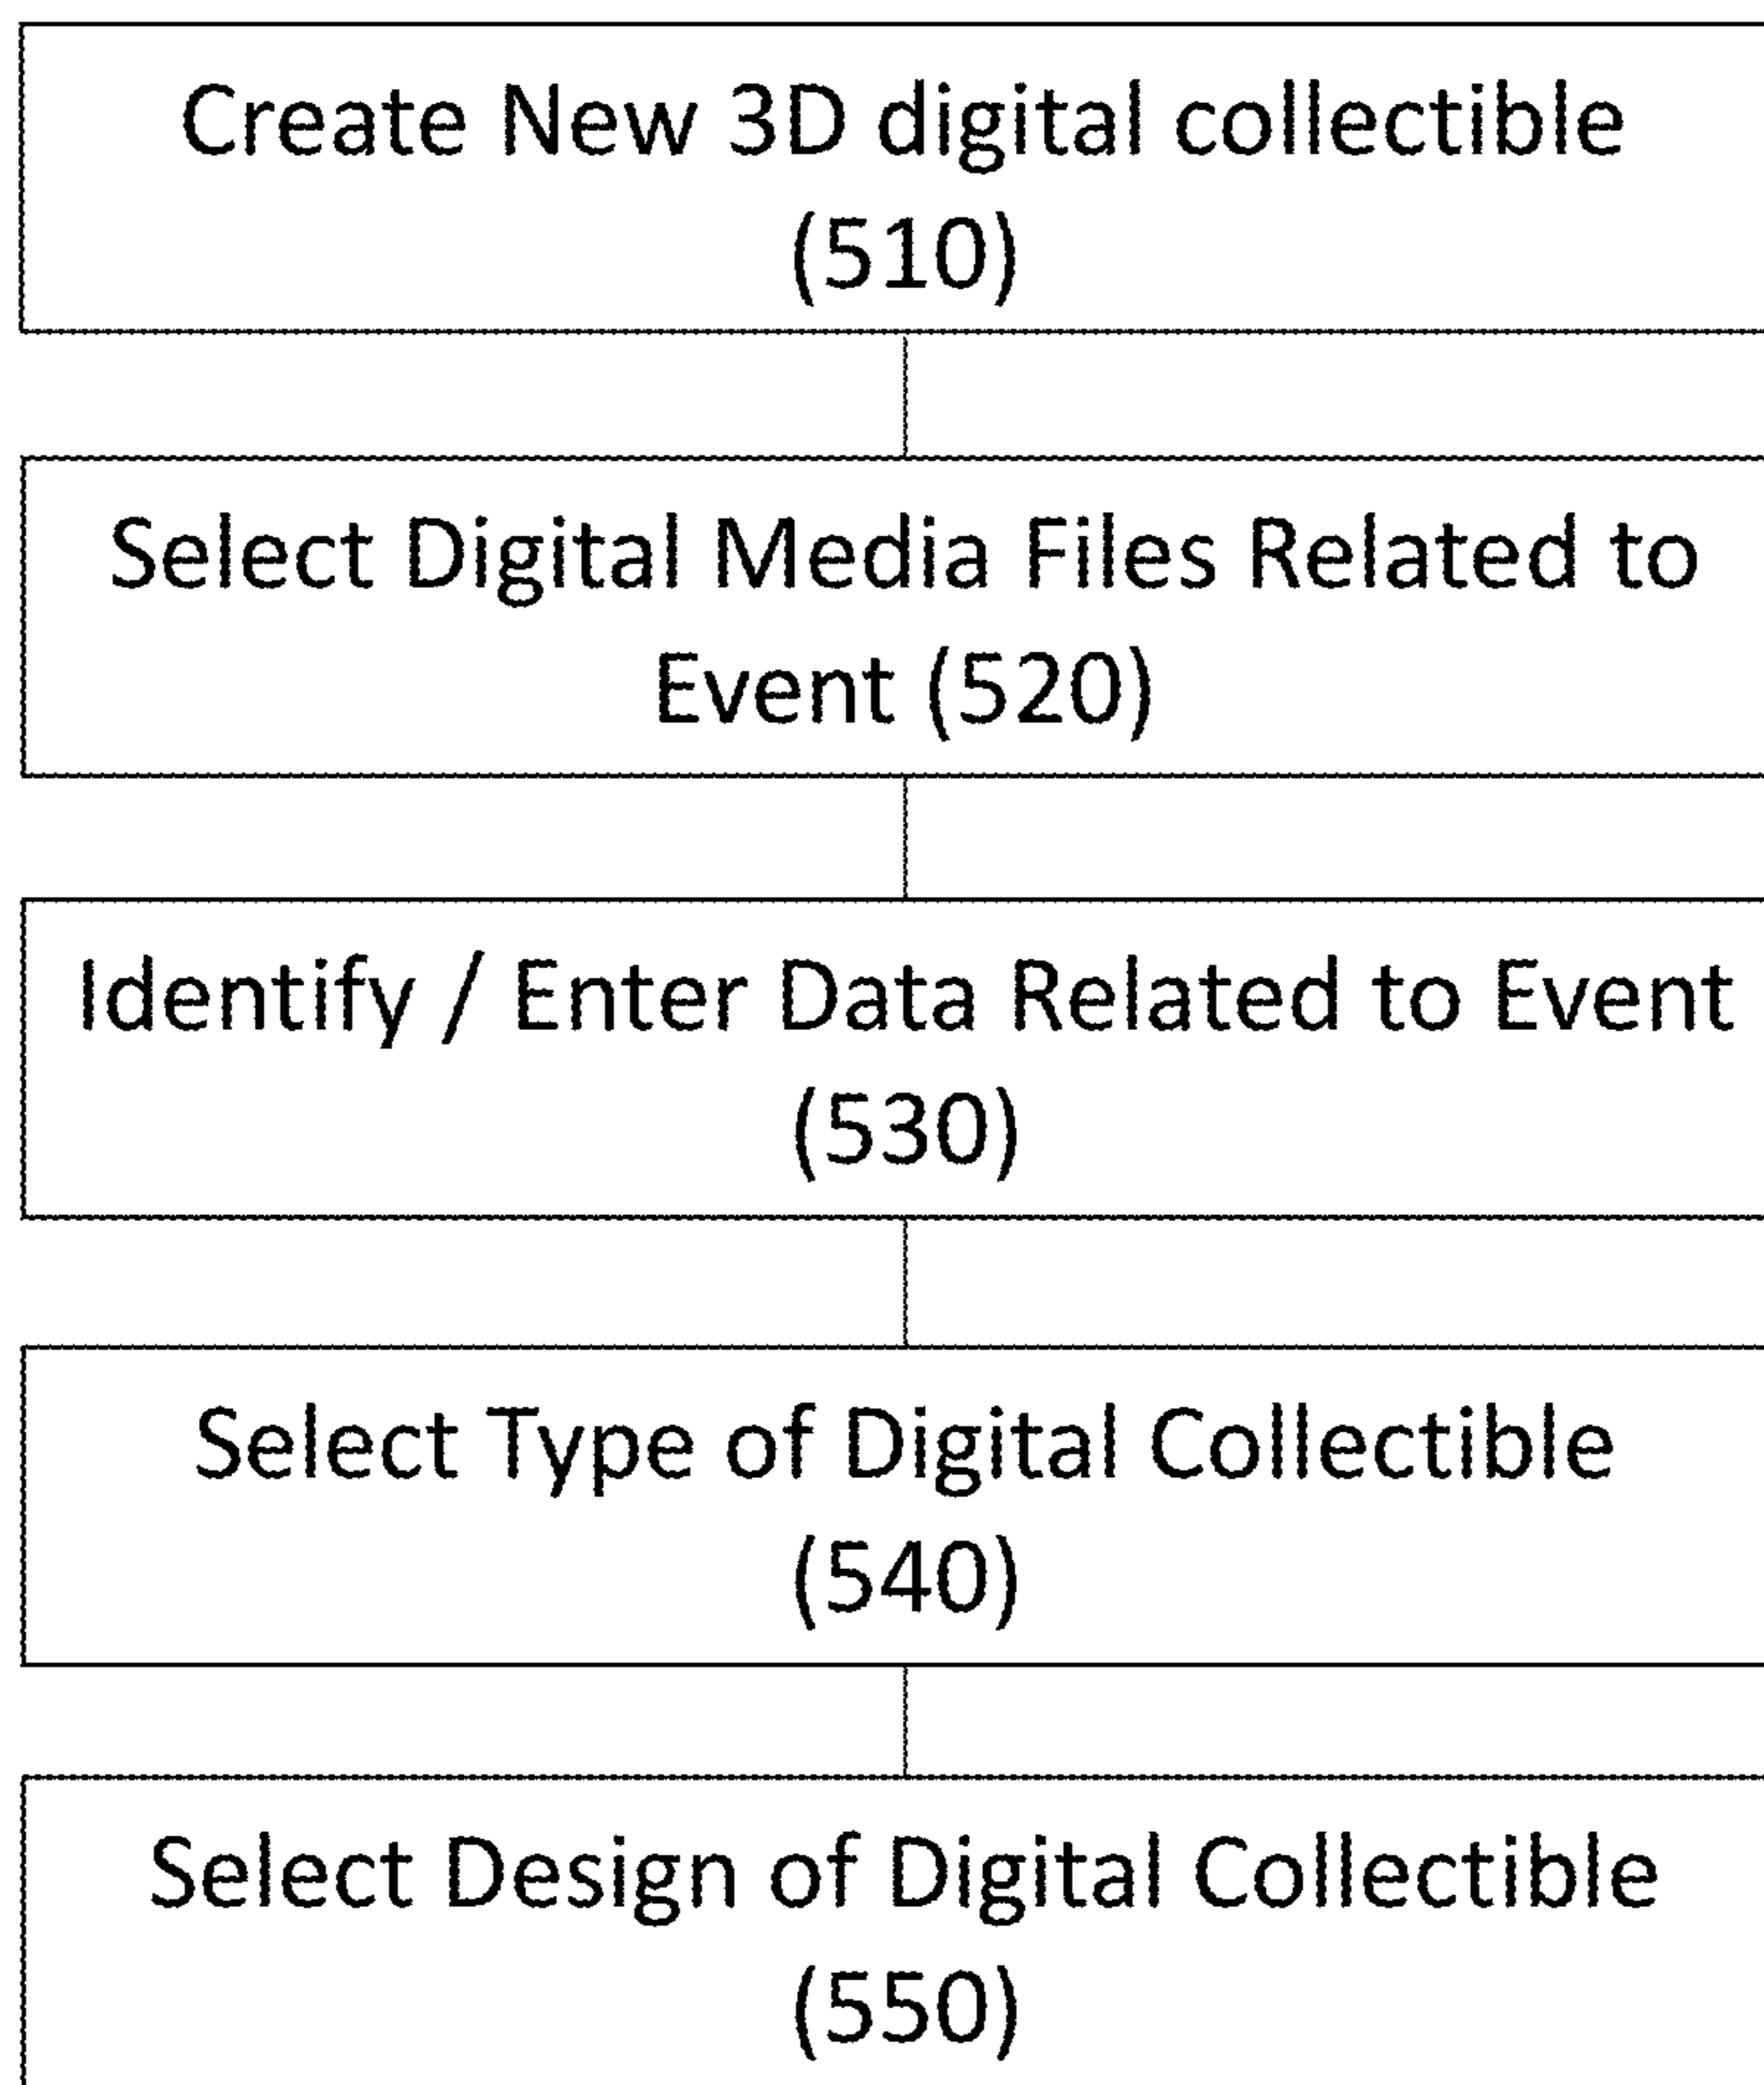 Create New 3D digital collectible
(510)
Select Digital Media Files Related to
Event (520)
Identify / Enter Data Related to Event
(530)
Select Type of Digital Collectible
(540)
Select Design of Digital Collectible
(550)